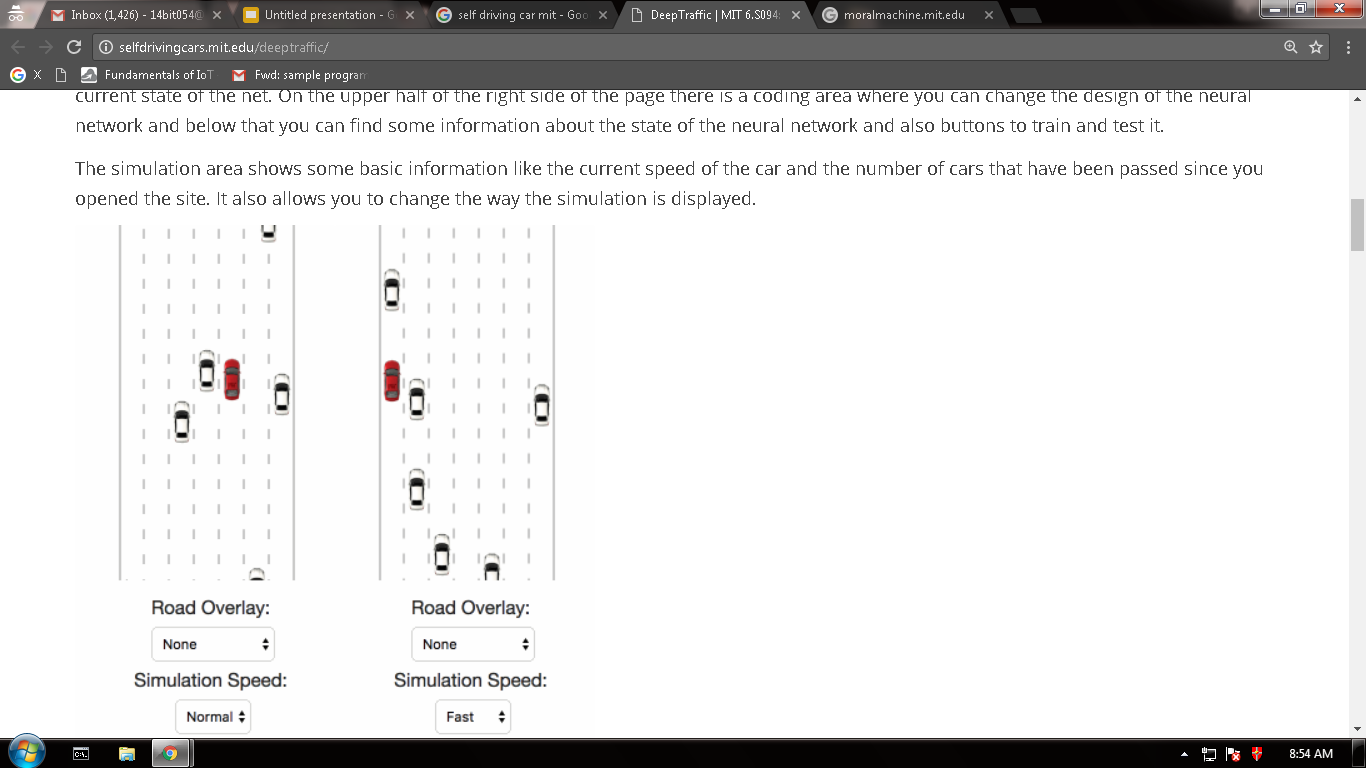 Inbox (1,426) - 14bit054@
Untitled presentation - G
self driving car mit - Goo
DeepTraffic | MIT 6.S094:
moralmachine.mit.edu
selfdrivingcars.mit.edu/deeptraffic/
X
Fundamentals of IoT
Fwd: sample program
current state of the net. On the upper half of the right side of the page there is a coding area where you can change the design of the neural
network and below that you can find some information about the state of the neural network and also buttons to train and test it.
The simulation area shows some basic information like the current speed of the car and the number of cars that have been passed since you
opened the site. It also allows you to change the way the simulation is displayed.
Road Overlay:
None
Simulation Speed:
Normal
Road Overlay:
None
Simulation Speed:
Fast
8:54 AM